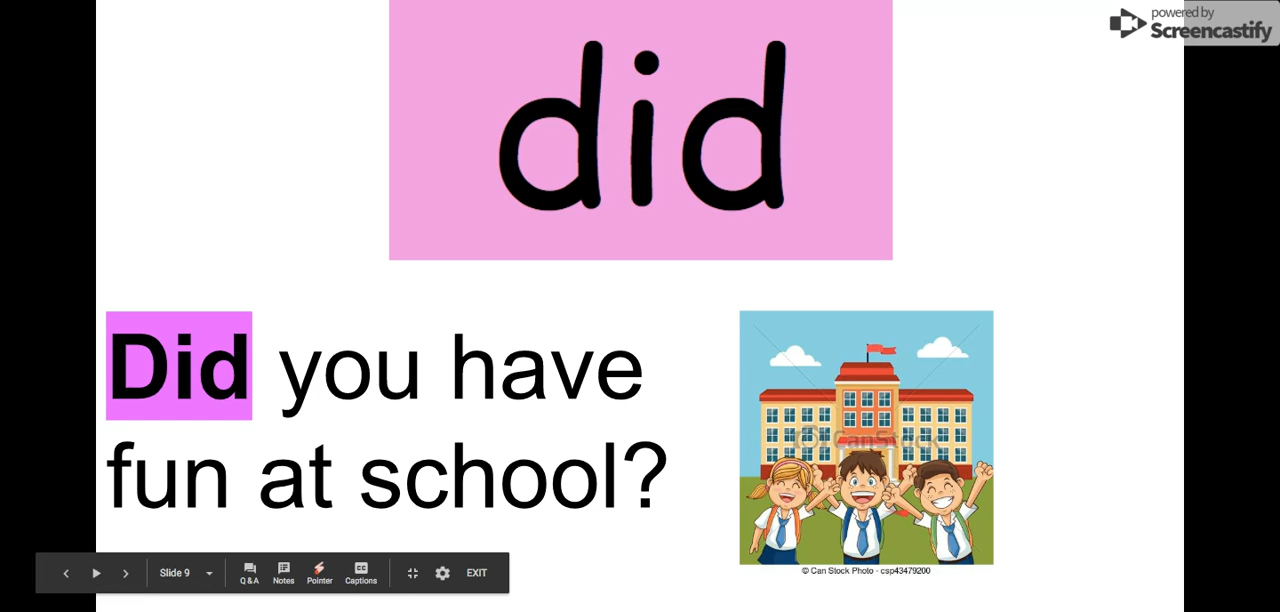 powered by
Screencastify
did
Did you have
fun at school?
CanStock
© Can Stock Photo - csp43479200
Slide 9
Q&A
Notes
Pointer
Captions
EXIT